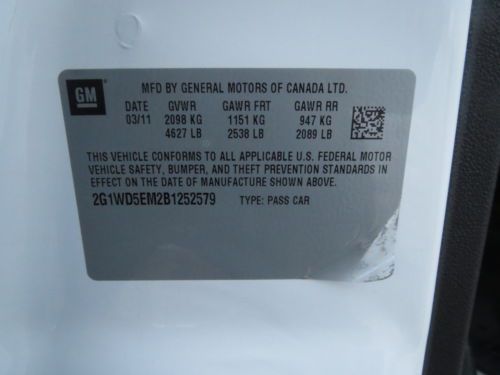 GM
MFD BY GENERAL MOTORS OF CANADA LTD.
DATE GVWR GAWR FRT GAWR RR
03/11 2098 KG 1151 KG 947 KG
4627 LB 2538 LB 2089 LB
THIS VEHICLE CONFORMS TO ALL APPLICABLE U.S. FEDERAL MOTOR
VEHICLE SAFETY, BUMPER, AND THEFT PREVENTION STANDARDS IN
EFFECT ON THE DATE OF MANUFACTURE SHOWN ABOVE.
2G1WD5EM2B1252579 TYPE: PASS CAR